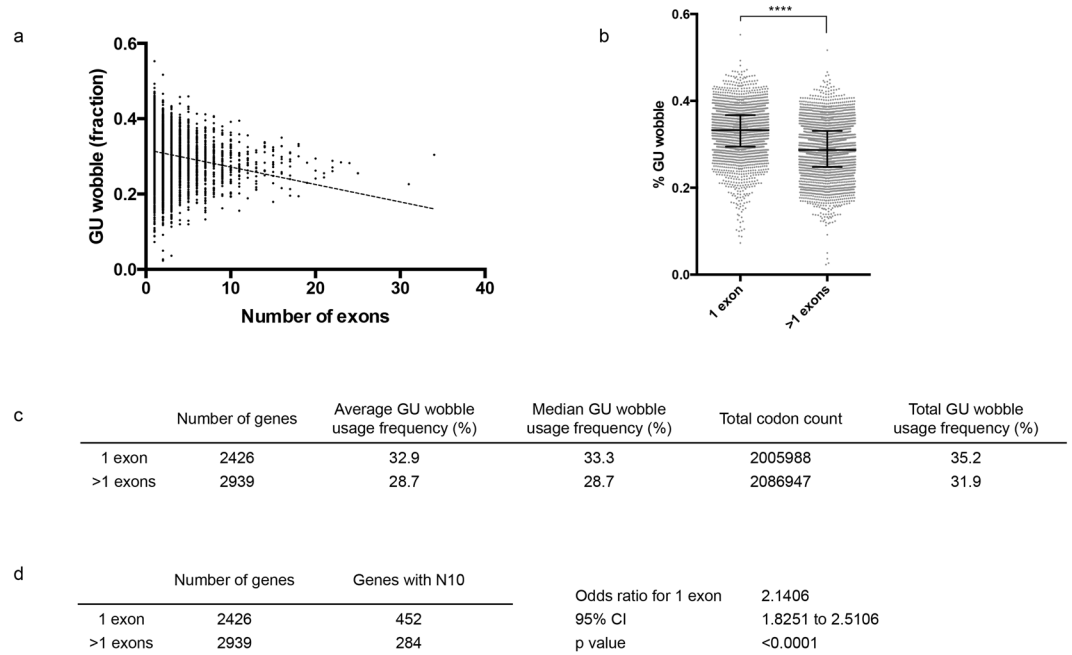 a
GU wobble (fraction)
0.6
0.4
0.2
0.0
0 10 20 30 40
Number of exons
b
% GU wobble
0.6
0.4
0.2
0.0
****
1 exon
>1 exons
c
Number of genes Average GU wobble usage frequency (%) Median GU wobble usage frequency (%) Total codon count Total GU wobble usage frequency (%)
1 exon 2426 32.9 33.3 2005988 35.2
>1 exons 2939 28.7 28.7 2086947 31.9
d
Number of genes Genes with N10
1 exon 2426 452
>1 exons 2939 284
Odds ratio for 1 exon 2.1406
95% CI 1.8251 to 2.5106
p value <0.0001